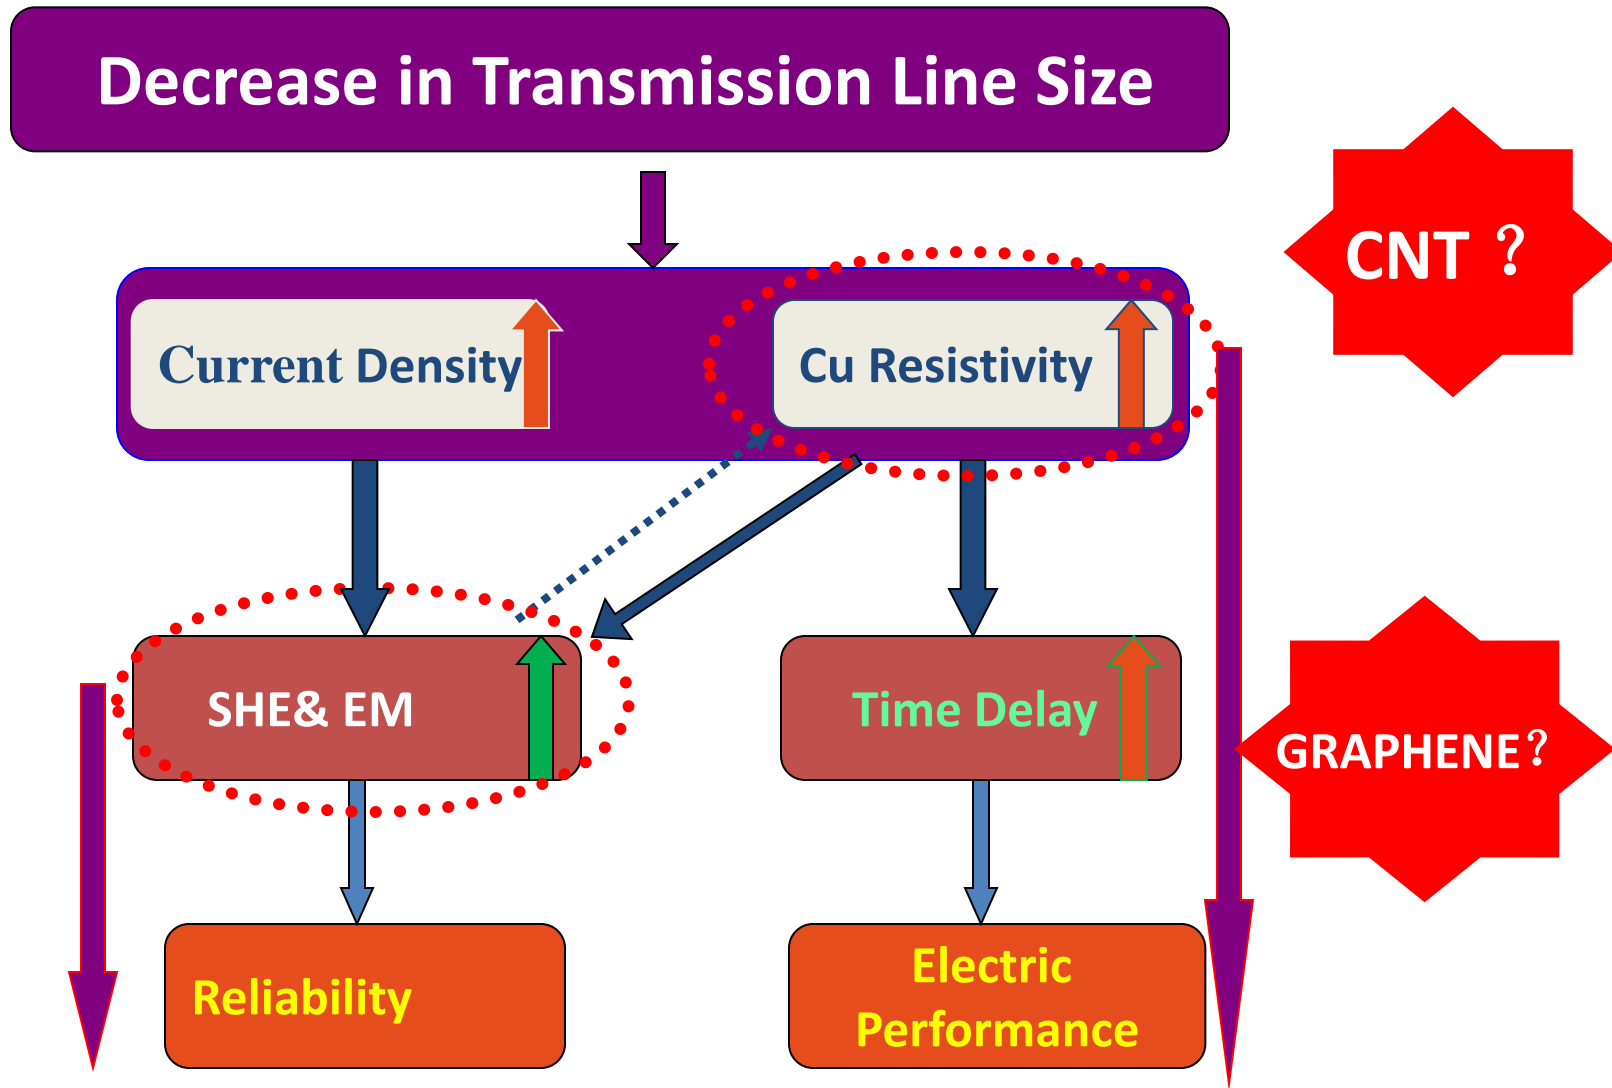 Decrease in Transmission Line Size
CNT？
Current Density
Cu Resistivity
SHE& EM
Time Delay
GRAPHENE？
Reliability
Electric
Performance